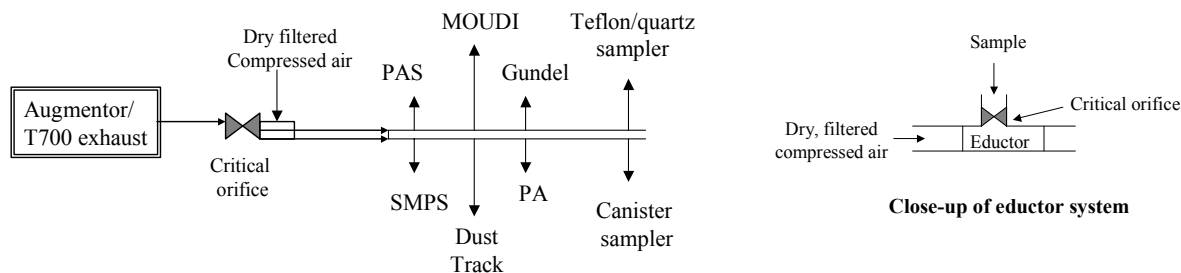 MOUDI
Teflon/quartz
sampler
Dry filtered
Compressed air
PAS
Gundel
Augmentor/
T700 exhaust
Critical
orifice
SMPS
PA
Dust
Track
Canister
sampler
Sample
Critical orifice
Dry, filtered
compressed air
Eductor
Close-up of eductor system